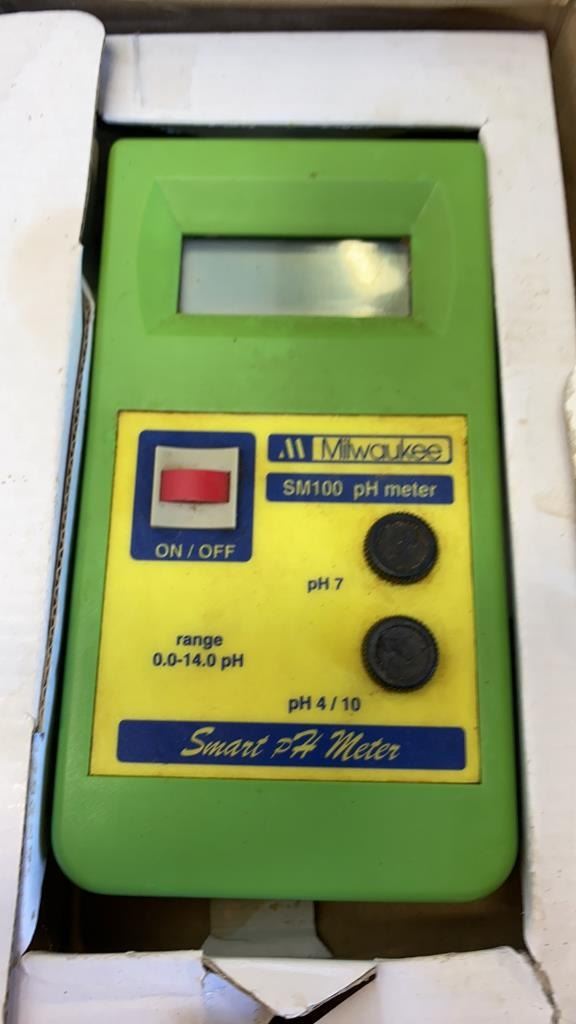 Milwaukee
SM100 pH meter
ON / OFF
pH 7
range
0.0-14.0 pH
pH 4 / 10
Smart pH Meter